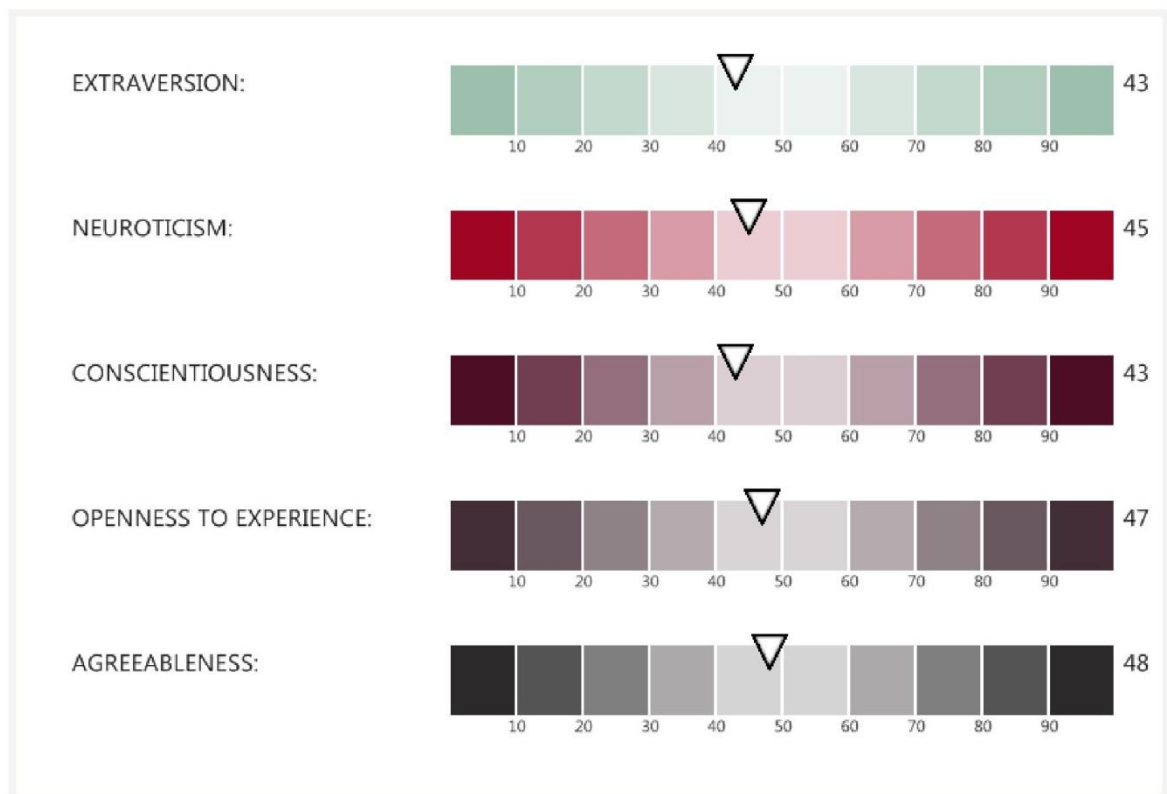 EXTRAVERSION: 43
10 20 30 40 50 60 70 80 90
NEUROTICISM: 45
10 20 30 40 50 60 70 80 90
CONSCIENTIOUSNESS: 43
10 20 30 40 50 60 70 80 90
OPENNESS TO EXPERIENCE: 47
10 20 30 40 50 60 70 80 90
AGREEABLENESS: 48
10 20 30 40 50 60 70 80 90